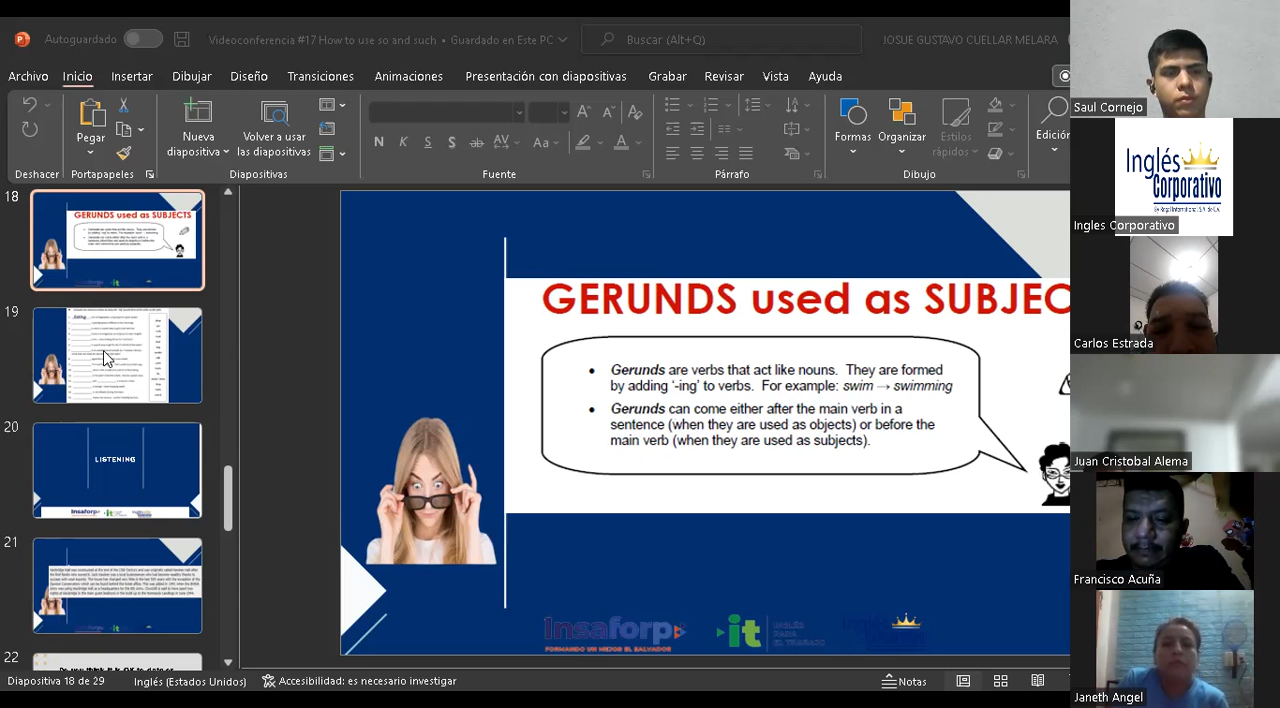 Autoguardado
Videoconferencia #17 How to use so and such • Guardado en Este PC
Buscar (Alt+Q)
JOSUE GUSTAVO CUELLAR MELARA
Archivo Inicio Insertar Dibujar Diseño Transiciones Animaciones Presentación con diapositivas Grabar Revisar Vista Ayuda
Pegar
Nueva diapositiva
Volver a usar las diapositivas
N K S S ab AV Aa A
Formas
Organizar
Estilos rápidos
Edición
Deshacer Portapapeles Diapositivas Fuente Párrafo Dibujo
18
GERUNDS used as SUBJECTS
19
20
LISTENING
21
22
GERUNDS used as SUBJEC
• Gerunds are verbs that act like nouns. They are formed
by adding '-ing' to verbs. For example: swim → swimming
• Gerunds can come either after the main verb in a
sentence (when they are used as objects) or before the
main verb (when they are used as subjects).
Insaforp
FORMANDO UN MEJOR EL SALVADOR
it
INGLÉS
PARA
EL TRABAJO
Diapositiva 18 de 29 Inglés (Estados Unidos) Accesibilidad: es necesario investigar Notas
Saul Cornejo
Inglés
Corporativo
Ingles Corporativo
Carlos Estrada
Juan Cristobal Alema
Francisco Acuña
Janeth Angel